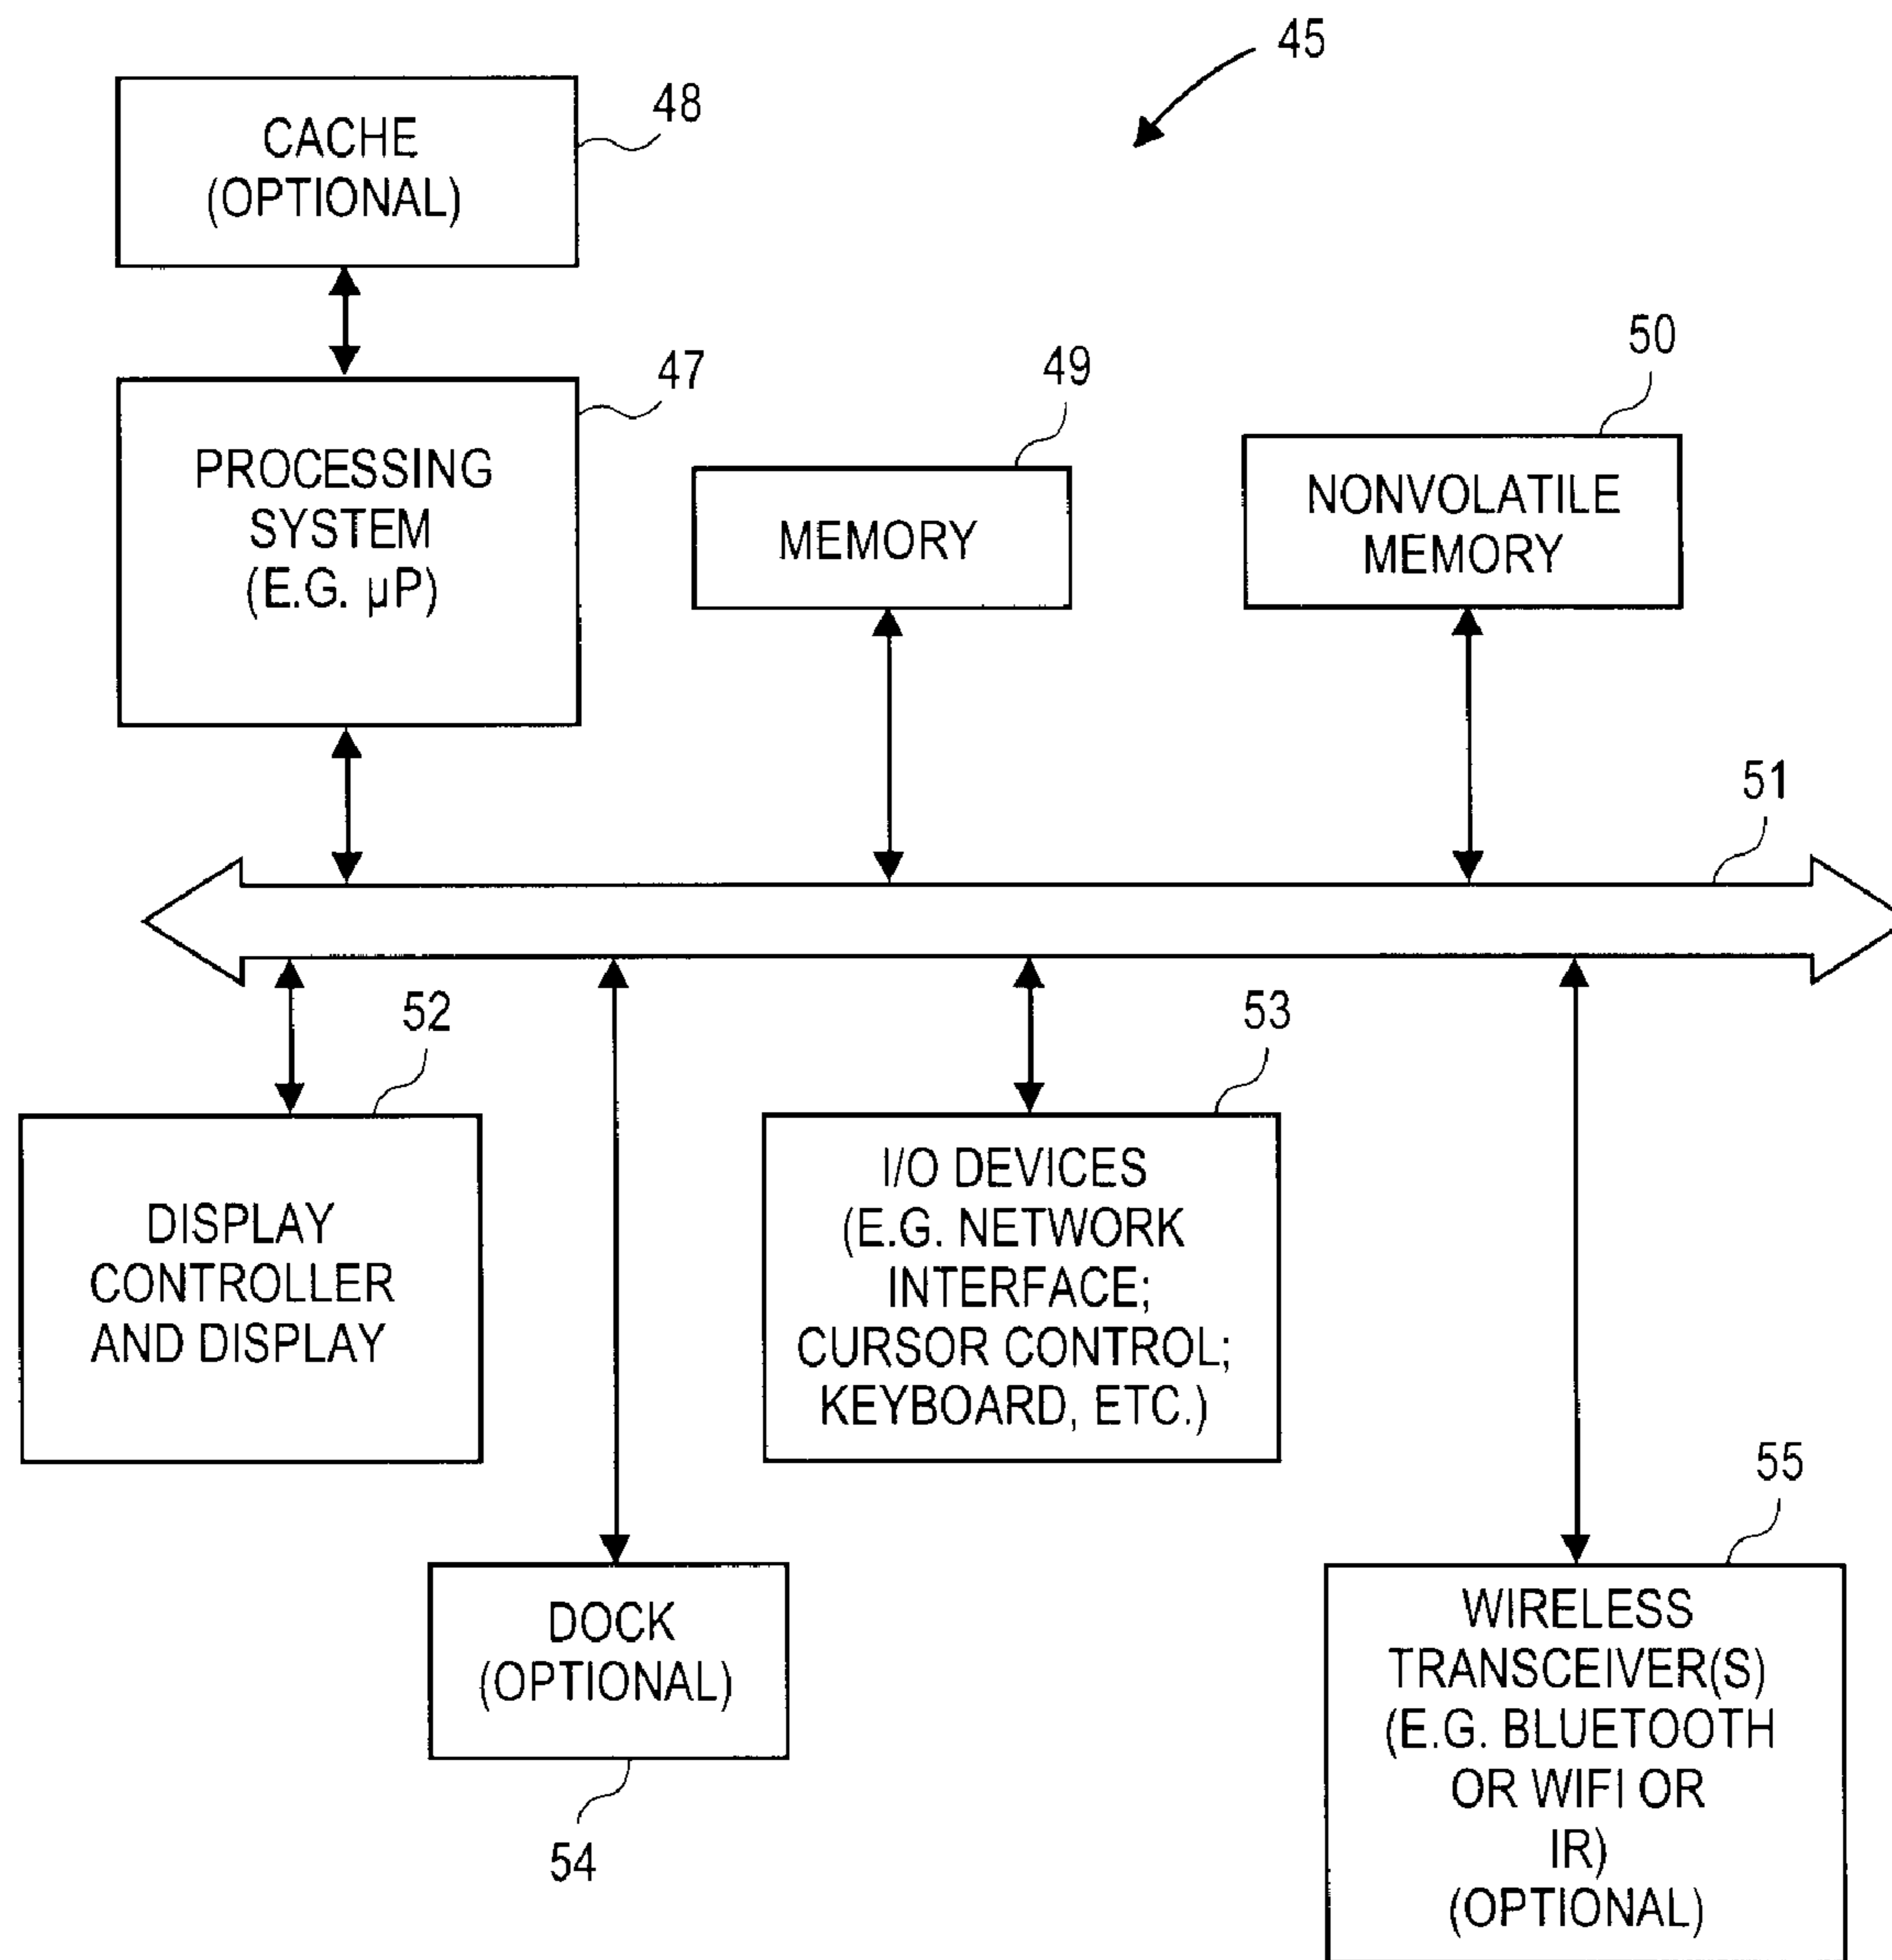 45
48
CACHE
(OPTIONAL)
47
PROCESSING
SYSTEM
(E.G. µP)
49
MEMORY
50
NONVOLATILE
MEMORY
51
52
DISPLAY
CONTROLLER
AND DISPLAY
53
I/O DEVICES
(E.G. NETWORK
INTERFACE;
CURSOR CONTROL;
KEYBOARD, ETC.)
DOCK
(OPTIONAL)
54
55
WIRELESS
TRANSCEIVER(S)
(E.G. BLUETOOTH
OR WIFI OR
IR)
(OPTIONAL)